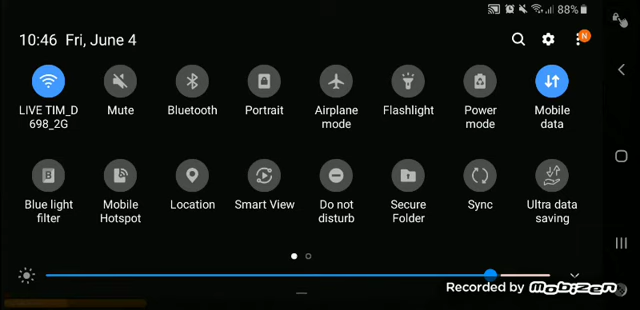 88%
10:46 Fri, June 4
N
LIVE TIM_D
698_2G
Mute
Bluetooth
Portrait
Airplane
mode
Flashlight
Power
mode
Mobile
data
B
Blue light
filter
Mobile
Hotspot
Location
Smart View
Do not
disturb
Secure
Folder
Sync
Ultra data
saving
Recorded by MOBIZEN